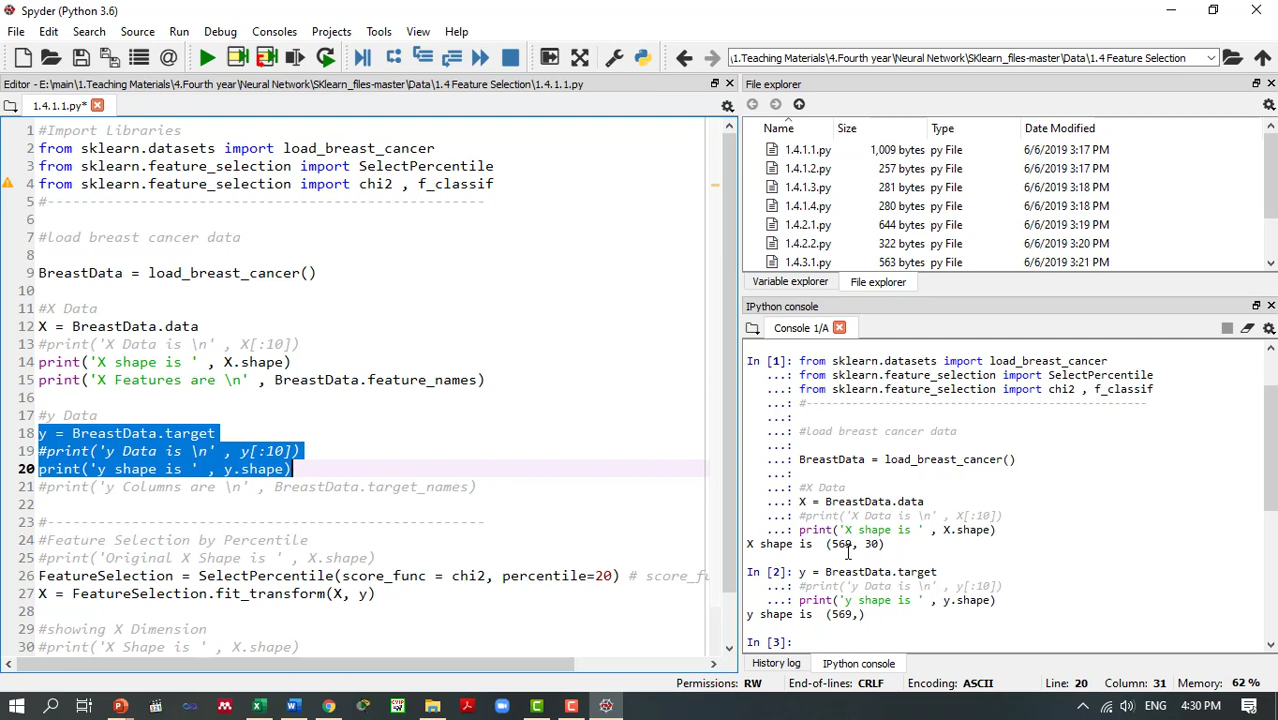 Spyder (Python 3.6)
File Edit Search Source Run Debug Consoles Projects Tools View Help
\1.Teaching Materials\4.Fourth year\Neural Network\SKlearn_files-master\Data\1.4 Feature Selection
Editor - E:\main\1.Teaching Materials\4.Fourth year\Neural Network\SKlearn_files-master\Data\1.4 Feature Selection\1.4.1.1.py
1.4.1.1.py*
1 #Import Libraries
2 from sklearn.datasets import load_breast_cancer
3 from sklearn.feature_selection import SelectPercentile
4 from sklearn.feature_selection import chi2 , f_classif
5 #----------------------------------------------------
6
7 #load breast cancer data
8
9 BreastData = load_breast_cancer()
10
11 #X Data
12 X = BreastData.data
13 #print('X Data is \n' , X[:10])
14 print('X shape is ' , X.shape)
15 print('X Features are \n' , BreastData.feature_names)
16
17 #y Data
18 y = BreastData.target
19 #print('y Data is \n' , y[:10])
20 print('y shape is ' , y.shape)
21 #print('y Columns are \n' , BreastData.target_names)
22
23 #----------------------------------------------------
24 #Feature Selection by Percentile
25 #print('Original X Shape is ' , X.shape)
26 FeatureSelection = SelectPercentile(score_func = chi2, percentile=20) # score_fu
27 X = FeatureSelection.fit_transform(X, y)
28
29 #showing X Dimension
30 #print('X Shape is ' , X.shape)
File explorer
Name Size Type Date Modified
1.4.1.1.py 1,009 bytes py File 6/6/2019 3:17 PM
1.4.1.2.py 257 bytes py File 6/6/2019 3:17 PM
1.4.1.3.py 281 bytes py File 6/6/2019 3:18 PM
1.4.1.4.py 280 bytes py File 6/6/2019 3:18 PM
1.4.2.1.py 644 bytes py File 6/6/2019 3:19 PM
1.4.2.2.py 322 bytes py File 6/6/2019 3:20 PM
1.4.3.1.py 563 bytes py File 6/6/2019 3:21 PM
Variable explorer File explorer
IPython console
Console 1/A
In [1]: from sklearn.datasets import load_breast_cancer
...: from sklearn.feature_selection import SelectPercentile
...: from sklearn.feature_selection import chi2 , f_classif
...: #----------------------------------------------------
...:
...: #load breast cancer data
...:
...: BreastData = load_breast_cancer()
...:
...: #X Data
...: X = BreastData.data
...: #print('X Data is \n' , X[:10])
...: print('X shape is ' , X.shape)
X shape is (569, 30)
In [2]: y = BreastData.target
...: #print('y Data is \n' , y[:10])
...: print('y shape is ' , y.shape)
y shape is (569,)
In [3]:
History log IPython console
Permissions: RW End-of-lines: CRLF Encoding: ASCII Line: 20 Column: 31 Memory: 62 %
ENG 4:30 PM